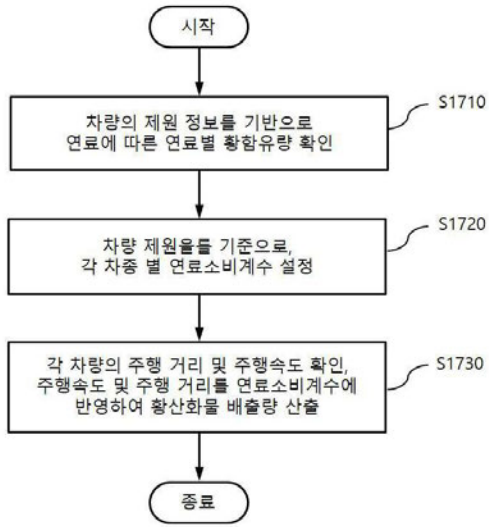 시작
S1710
차량의 제원 정보를 기반으로
연료에 따른 연료별 황함유량 확인
S1720
차량 제원을를 기준으로,
각 차종 별 연료소비계수 설정
S1730
각 차량의 주행 거리 및 주행속도 확인,
주행속도 및 주행 거리를 연료소비계수에
반영하여 황산화물 배출량 산출
종료